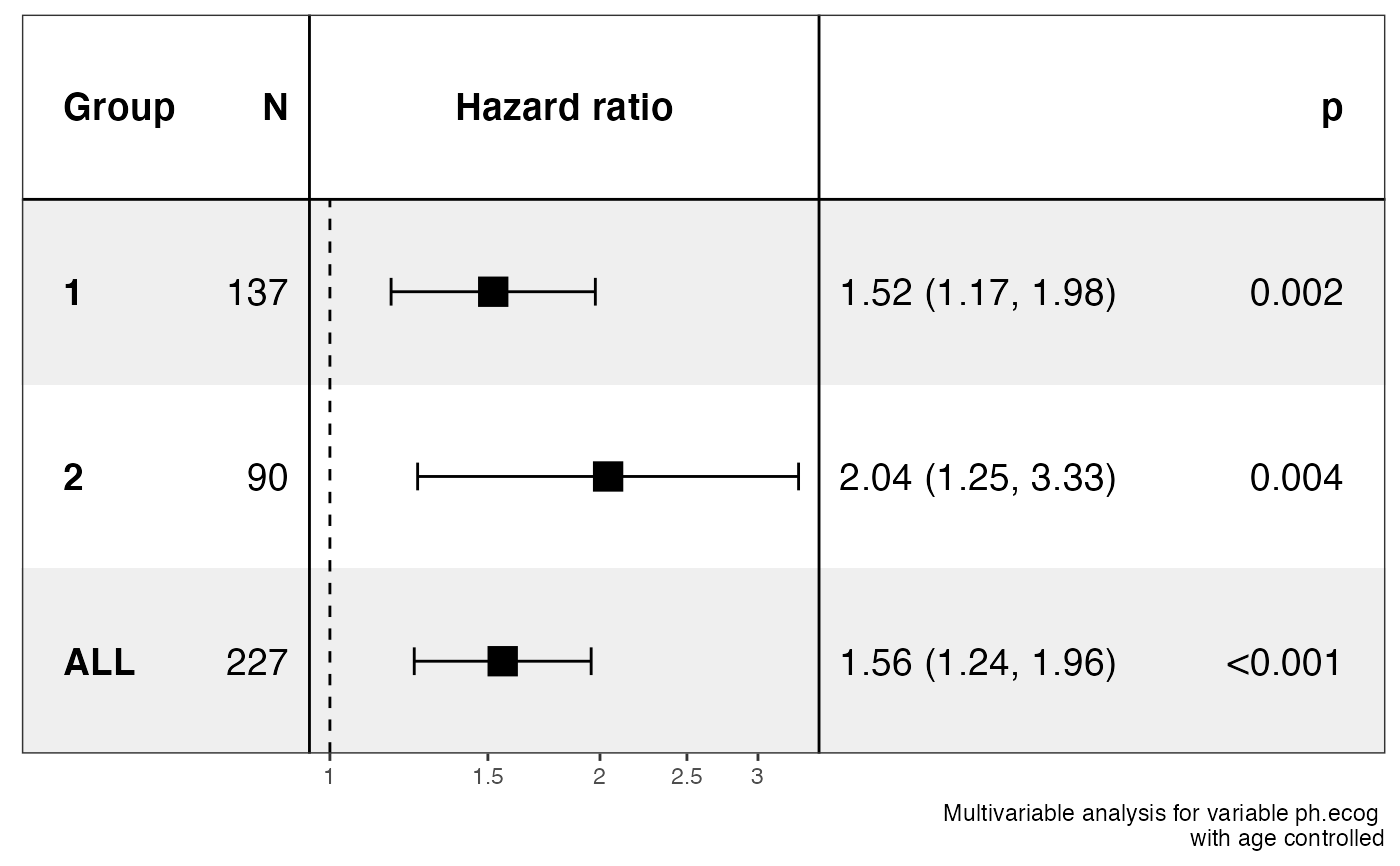 Group N Hazard ratio p
1 137 1.52 (1.17, 1.98) 0.002
2 90 2.04 (1.25, 3.33) 0.004
ALL 227 1.56 (1.24, 1.96) <0.001
1 1.5 2 2.5 3
Multivariable analysis for variable ph.ecog
with age controlled